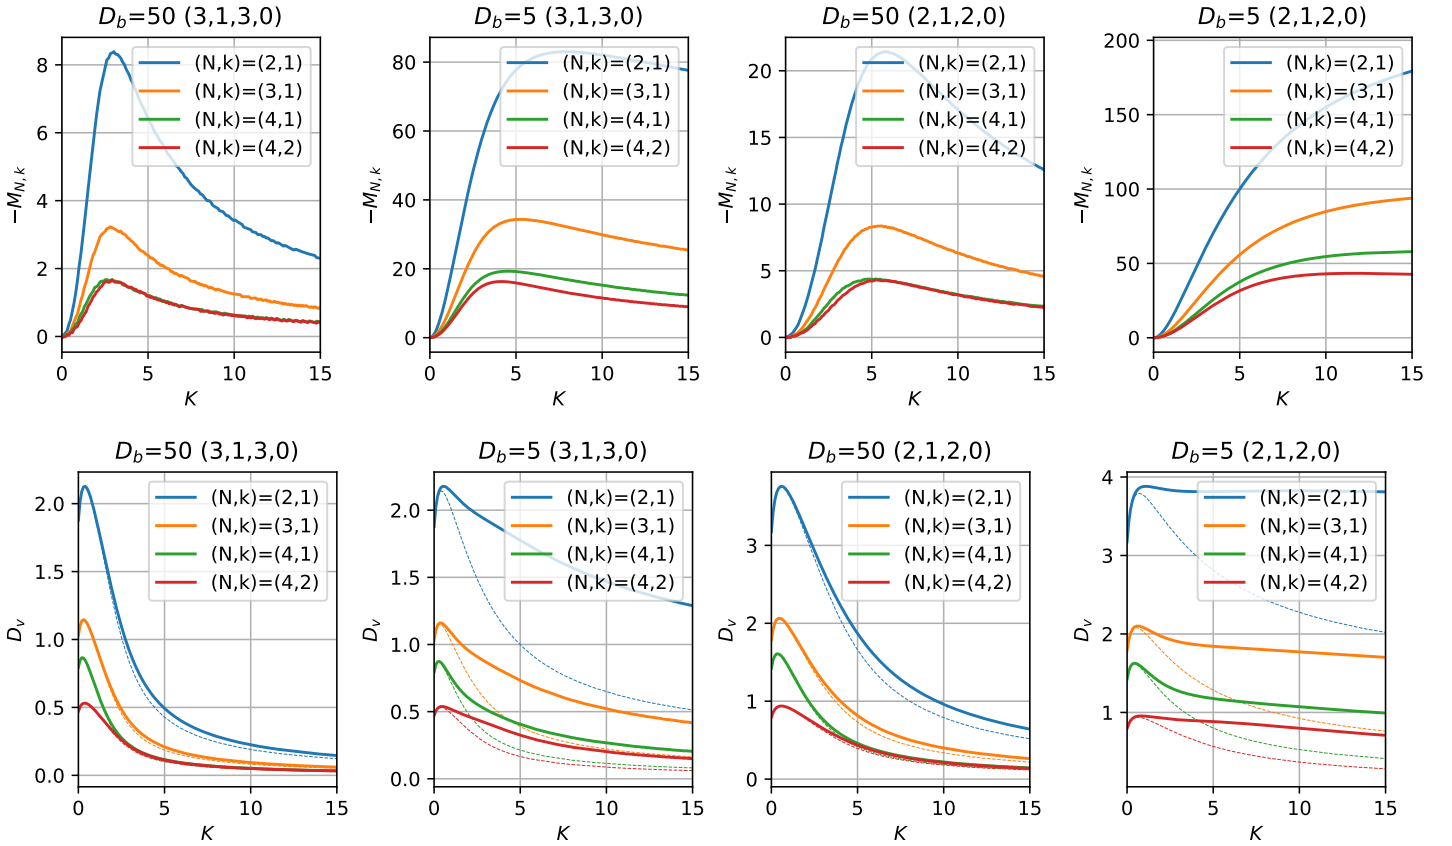 D_b=50 (3,1,3,0)
−M_{N,k}
8
6
4
2
0
0 5 10 15
K
(N,k)=(2,1)
(N,k)=(3,1)
(N,k)=(4,1)
(N,k)=(4,2)
D_b=5 (3,1,3,0)
−M_{N,k}
80
60
40
20
0
0 5 10 15
K
(N,k)=(2,1)
(N,k)=(3,1)
(N,k)=(4,1)
(N,k)=(4,2)
D_b=50 (2,1,2,0)
−M_{N,k}
20
15
10
5
0
0 5 10 15
K
(N,k)=(2,1)
(N,k)=(3,1)
(N,k)=(4,1)
(N,k)=(4,2)
D_b=5 (2,1,2,0)
−M_{N,k}
200
150
100
50
0
0 5 10 15
K
(N,k)=(2,1)
(N,k)=(3,1)
(N,k)=(4,1)
(N,k)=(4,2)
D_b=50 (3,1,3,0)
D_v
2.0
1.5
1.0
0.5
0.0
0 5 10 15
K
(N,k)=(2,1)
(N,k)=(3,1)
(N,k)=(4,1)
(N,k)=(4,2)
D_b=5 (3,1,3,0)
D_v
2.0
1.5
1.0
0.5
0.0
0 5 10 15
K
(N,k)=(2,1)
(N,k)=(3,1)
(N,k)=(4,1)
(N,k)=(4,2)
D_b=50 (2,1,2,0)
D_v
3
2
1
0
0 5 10 15
K
(N,k)=(2,1)
(N,k)=(3,1)
(N,k)=(4,1)
(N,k)=(4,2)
D_b=5 (2,1,2,0)
D_v
4
3
2
1
0 5 10 15
K
(N,k)=(2,1)
(N,k)=(3,1)
(N,k)=(4,1)
(N,k)=(4,2)